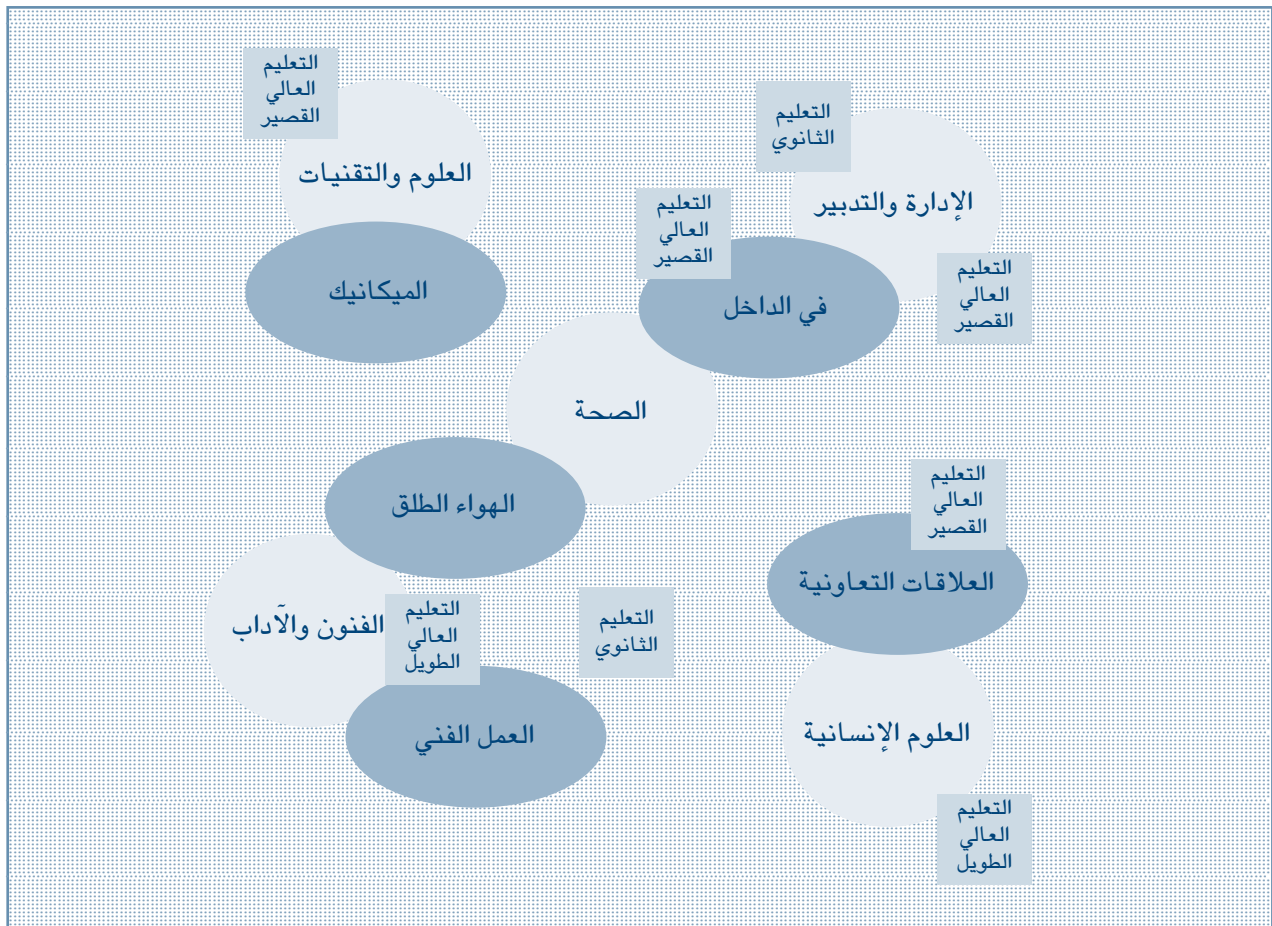 التعليم
العالي
القصير
العلوم والتقنيات
الميكانيك
التعليم
الثانوي
الإدارة والتدبير
التعليم
العالي
القصير
التعليم
العالي
القصير
في الداخل
الصحة
الهواء الطلق
التعليم
العالي
القصير
العلاقات التعاونية
الفنون والآداب
التعليم
العالي
الطويل
التعليم
الثانوي
العمل الفني
العلوم الإنسانية
التعليم
العالي
الطويل